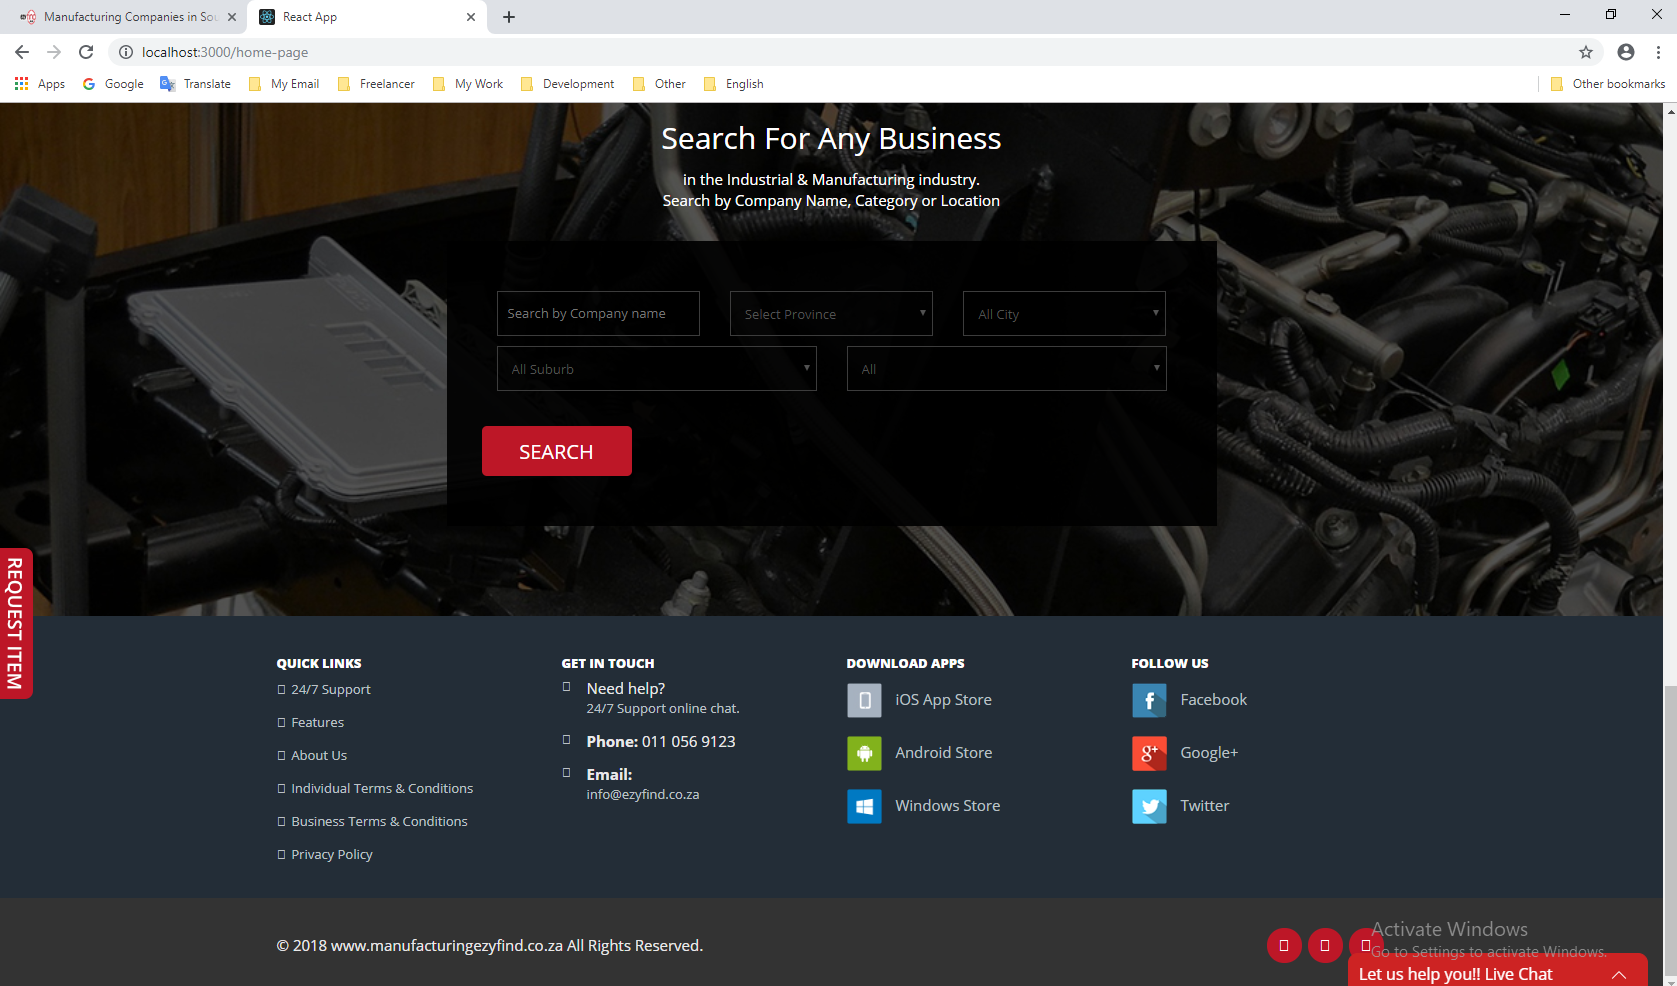 Manufacturing Companies in Sou
React App
localhost:3000/home-page
Apps
Google
Translate
My Email
Freelancer
My Work
Development
Other
English
Other bookmarks
Search For Any Business
in the Industrial & Manufacturing industry.
Search by Company Name, Category or Location
Search by Company name
Select Province
All City
All Suburb
All
SEARCH
REQUEST ITEM
QUICK LINKS
24/7 Support
Features
About Us
Individual Terms & Conditions
Business Terms & Conditions
Privacy Policy
GET IN TOUCH
Need help?
24/7 Support online chat.
Phone: 011 056 9123
Email:
info@ezyfind.co.za
DOWNLOAD APPS
iOS App Store
Android Store
Windows Store
FOLLOW US
Facebook
Google+
Twitter
© 2018 www.manufacturingezyfind.co.za All Rights Reserved.
Activate Windows
Go to Settings to activate Windows.
Let us help you!! Live Chat